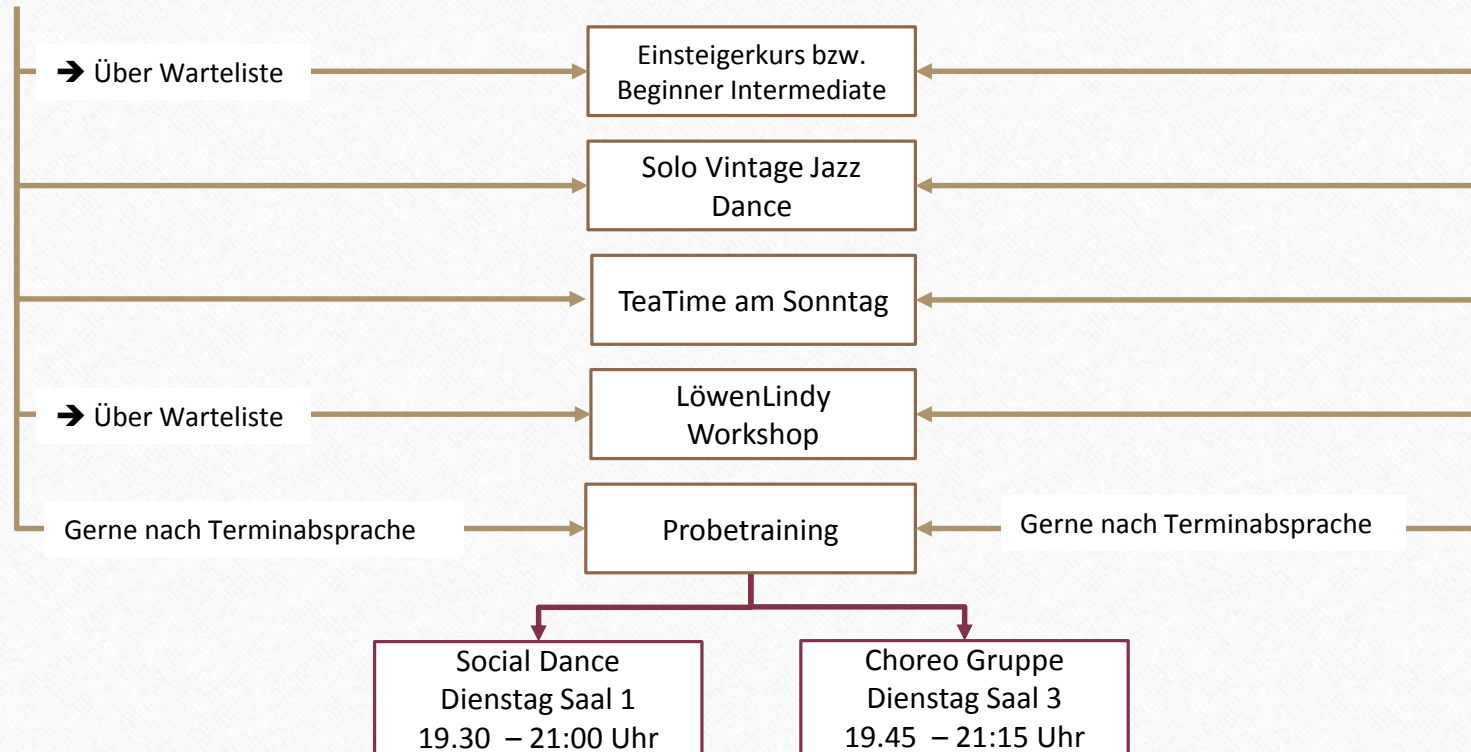 ➔ Über Warteliste
Einsteigerkurs bzw.
Beginner Intermediate
Solo Vintage Jazz
Dance
TeaTime am Sonntag
➔ Über Warteliste
LöwenLindy
Workshop
Gerne nach Terminabsprache
Probetraining
Gerne nach Terminabsprache
Social Dance
Dienstag Saal 1
19.30 – 21:00 Uhr
Choreo Gruppe
Dienstag Saal 3
19.45 – 21:15 Uhr